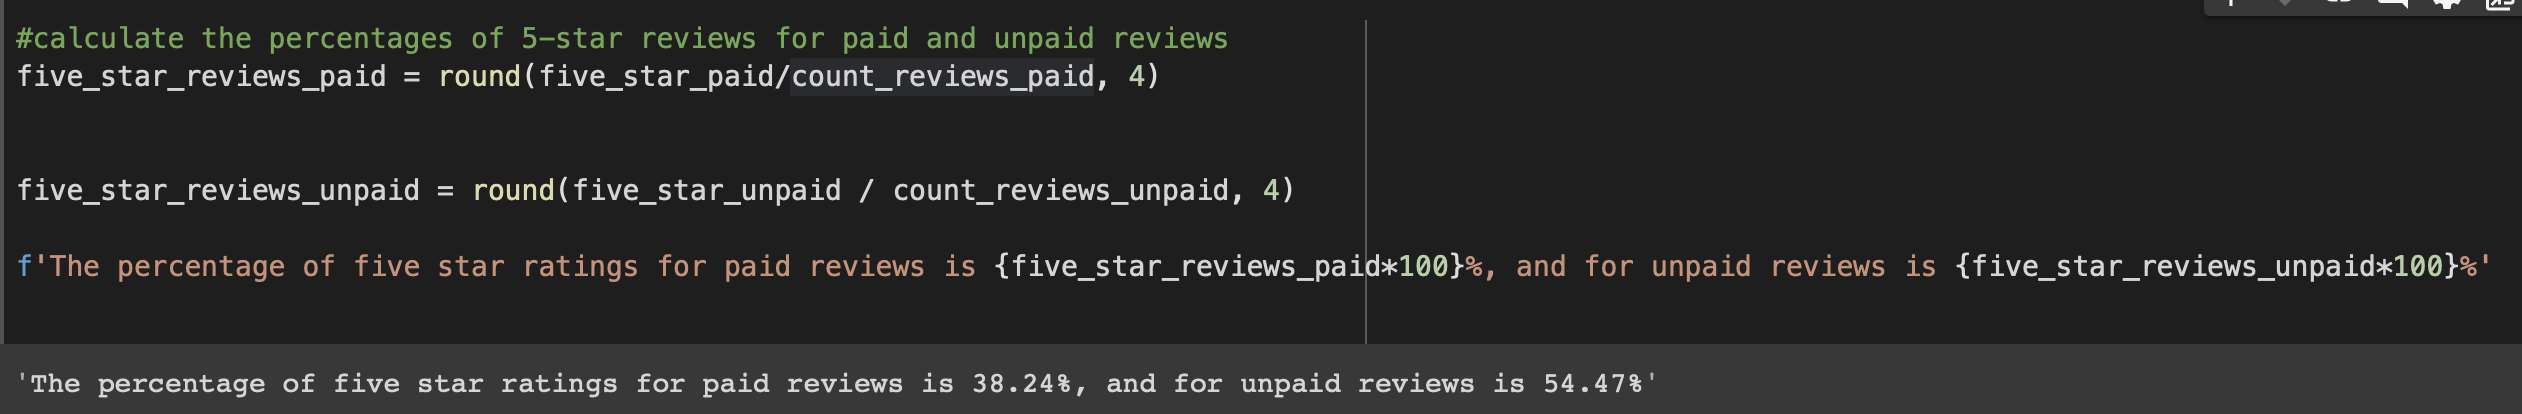 #calculate the percentages of 5-star reviews for paid and unpaid reviews
five_star_reviews_paid = round(five_star_paid/count_reviews_paid, 4)
five_star_reviews_unpaid = round(five_star_unpaid / count_reviews_unpaid, 4)
f'The percentage of five star ratings for paid reviews is {five_star_reviews_paid*100}%, and for unpaid reviews is {five_star_reviews_unpaid*100}%'
'The percentage of five star ratings for paid reviews is 38.24%, and for unpaid reviews is 54.47%'